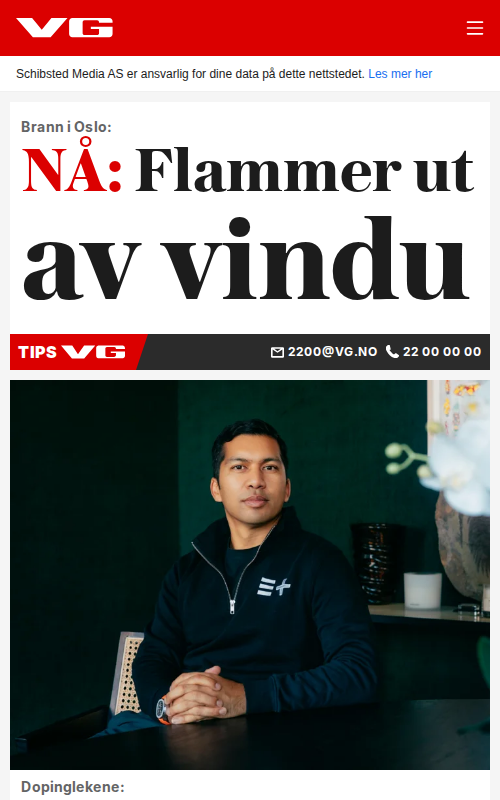 VG
Schibsted Media AS er ansvarlig for dine data på dette nettstedet. Les mer her
Brann i Oslo:
NÅ: Flammer ut
av vindu
TIPS VG 2200@VG.NO 22 00 00 00
E+
Dopinglekene: